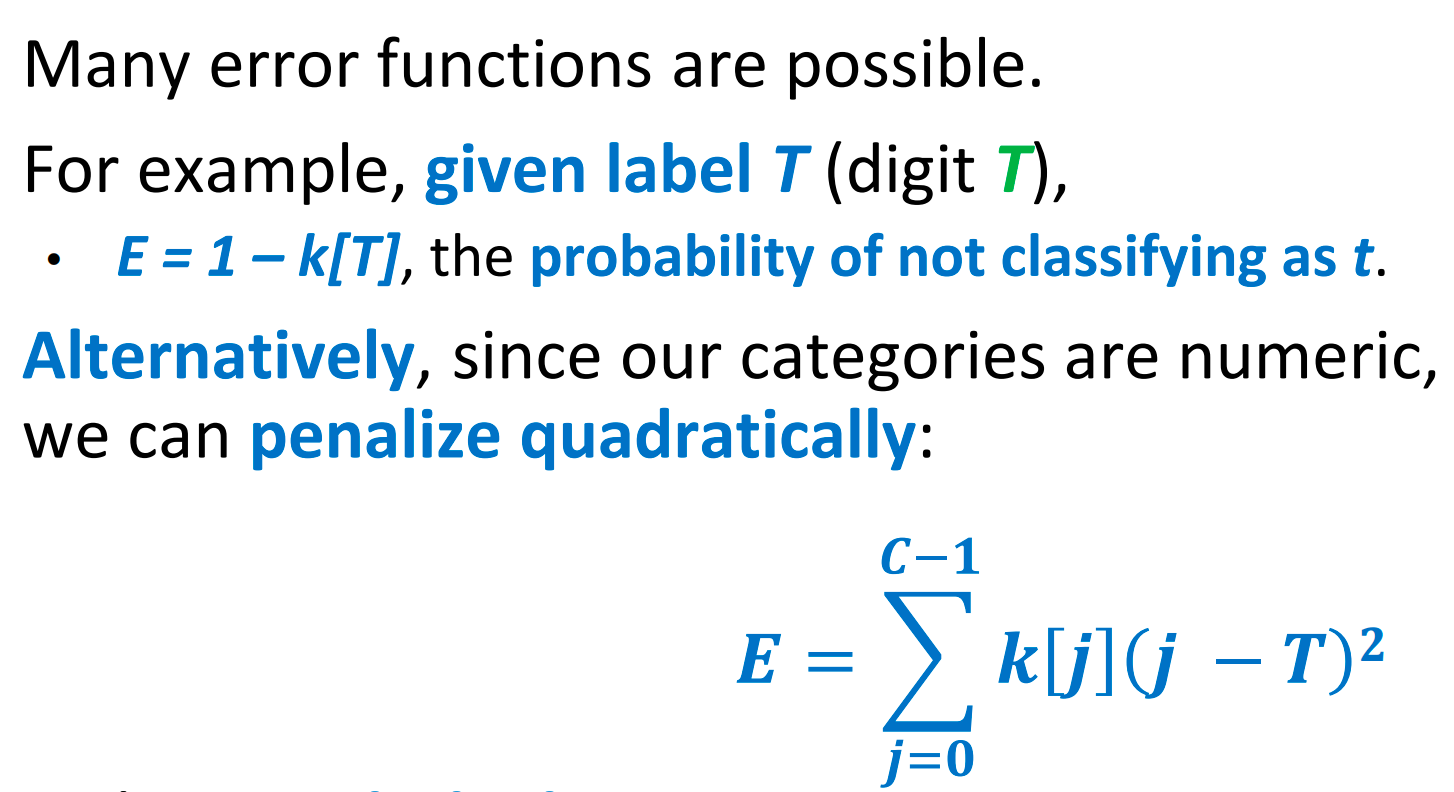 Many error functions are possible.
For example, given label T (digit T),
• E = 1 – k[T], the probability of not classifying as t.
Alternatively, since our categories are numeric,
we can penalize quadratically:
C−1
E = ∑ k[j](j − T)²
j=0